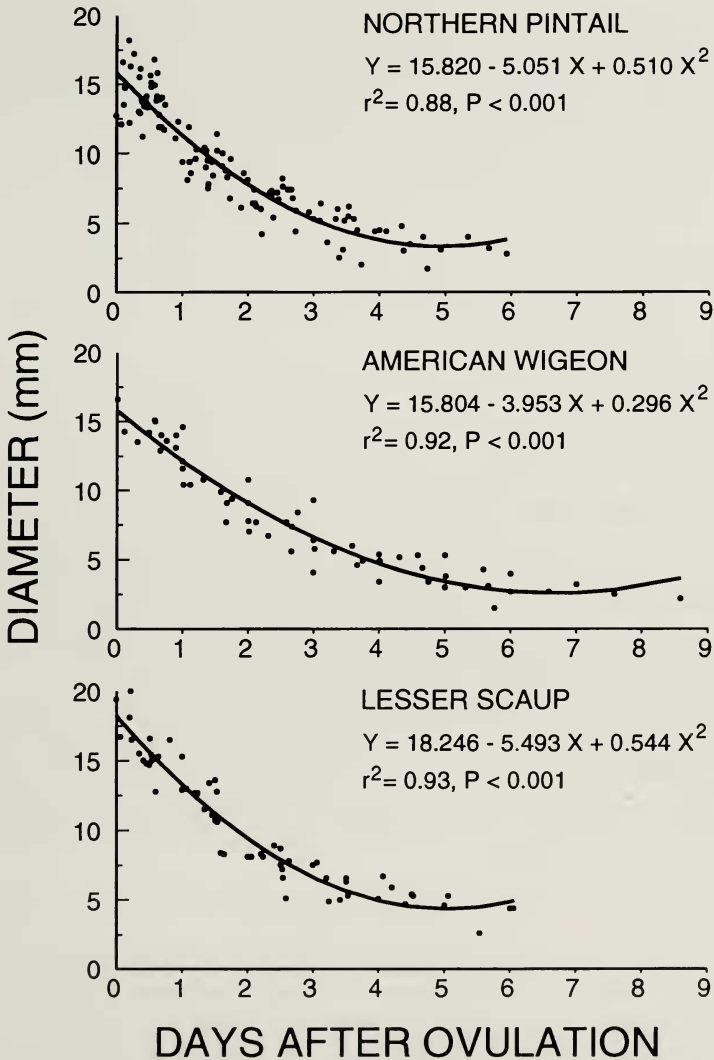 NORTHERN PINTAIL
Y = 15.820 - 5.051 X + 0.510 X²
r² = 0.88, P < 0.001
20
15
10
5
0
0 1 2 3 4 5 6 7 8 9
AMERICAN WIGEON
Y = 15.804 - 3.953 X + 0.296 X²
r² = 0.92, P < 0.001
20
15
10
5
0
0 1 2 3 4 5 6 7 8 9
LESSER SCAUP
Y = 18.246 - 5.493 X + 0.544 X²
r² = 0.93, P < 0.001
20
15
10
5
0
0 1 2 3 4 5 6 7 8 9
DIAMETER (mm)
DAYS AFTER OVULATION